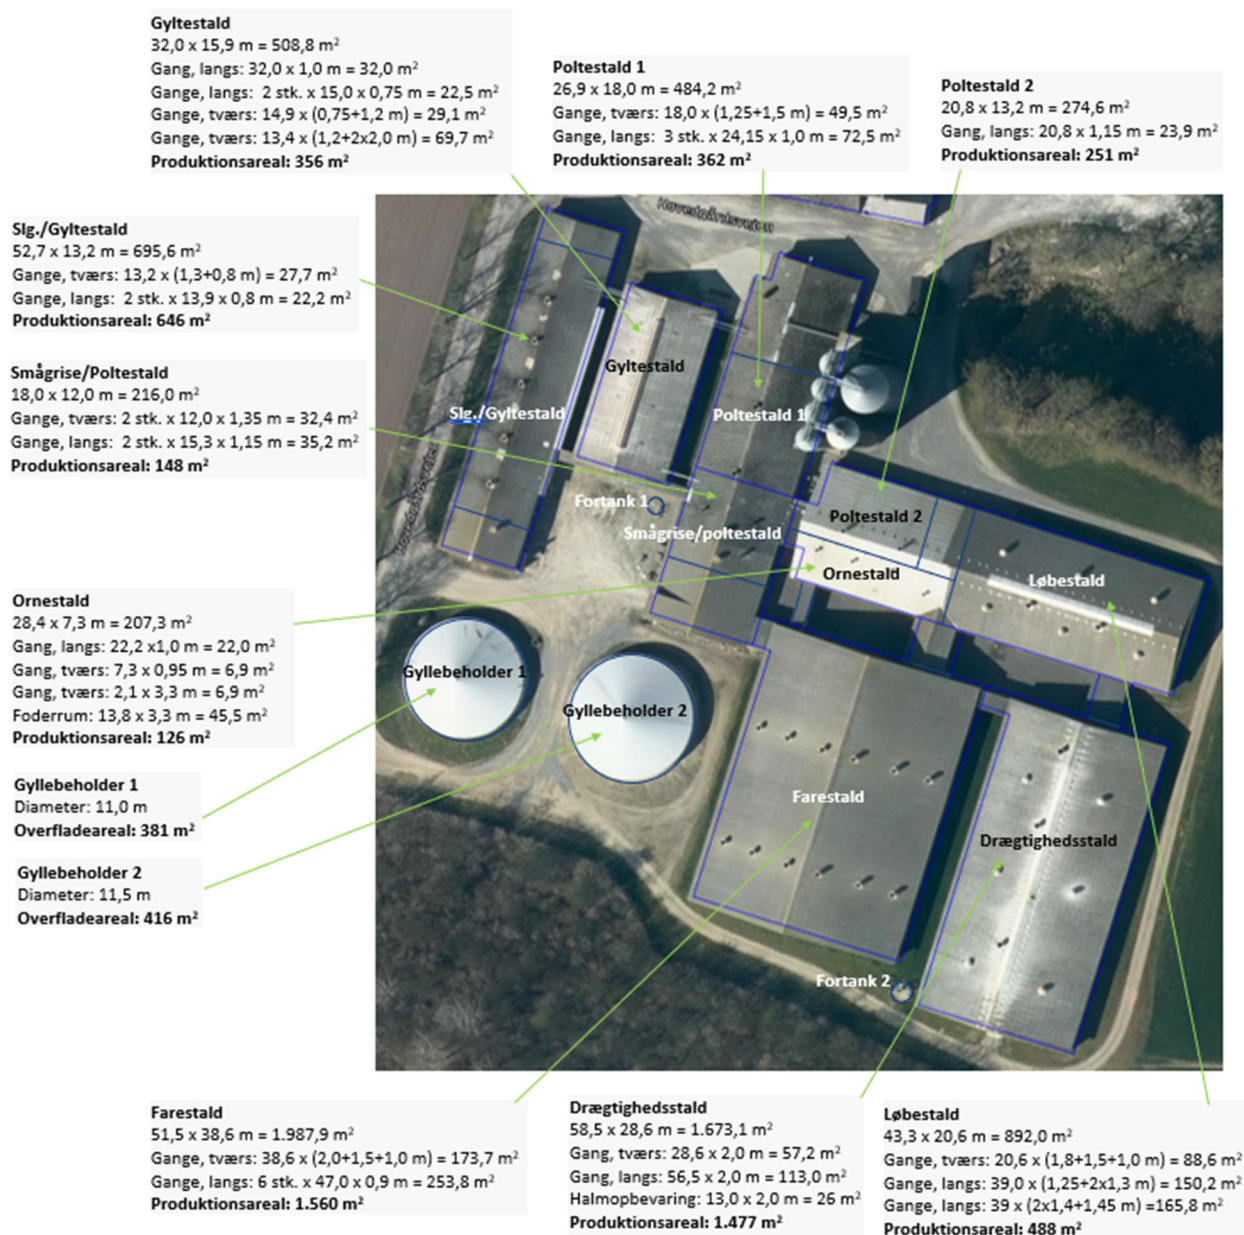 Gyltestald
32,0 x 15,9 m = 508,8 m²
Gang, langs: 32,0 x 1,0 m = 32,0 m²
Gange, langs:  2 stk. x 15,0 x 0,75 m = 22,5 m²
Gange, tværs: 14,9 x (0,75+1,2 m) = 29,1 m²
Gange, tværs: 13,4 x (1,2+2x2,0 m) = 69,7 m²
Produktionsareal: 356 m²
Poltestald 1
26,9 x 18,0 m = 484,2 m²
Gange, tværs: 18,0 x (1,25+1,5 m) = 49,5 m²
Gange, langs:  3 stk. x 24,15 x 1,0 m = 72,5 m²
Produktionsareal: 362 m²
Poltestald 2
20,8 x 13,2 m = 274,6 m²
Gang, langs: 20,8 x 1,15 m = 23,9 m²
Produktionsareal: 251 m²
Slg./Gyltestald
52,7 x 13,2 m = 695,6 m²
Gange, tværs: 13,2 x (1,3+0,8 m) = 27,7 m²
Gange, langs:  2 stk. x 13,9 x 0,8 m = 22,2 m²
Produktionsareal: 646 m²
Smågrise/Poltestald
18,0 x 12,0 m = 216,0 m²
Gange, tværs: 2 stk. x 12,0 x 1,35 m = 32,4 m²
Gange, langs:  2 stk. x 15,3 x 1,15 m = 35,2 m²
Produktionsareal: 148 m²
Ornestald
28,4 x 7,3 m = 207,3 m²
Gang, langs: 22,2 x1,0 m = 22,0 m²
Gang, tværs: 7,3 x 0,95 m = 6,9 m²
Gang, tværs: 2,1 x 3,3 m = 6,9 m²
Foderrum: 13,8 x 3,3 m = 45,5 m²
Produktionsareal: 126 m²
Gyllebeholder 1
Diameter: 11,0 m
Overfladeareal: 381 m²
Gyllebeholder 2
Diameter: 11,5 m
Overfladeareal: 416 m²
Hovedgårdsvejen
Gyltestald
Slg./Gyltestald
Poltestald 1
Fortank 1
Smågrise/poltestald
Poltestald 2
Ornestald
Løbestald
Gyllebeholder 1
Gyllebeholder 2
Farestald
Drægtighedsstald
Fortank 2
Farestald
51,5 x 38,6 m = 1.987,9 m²
Gange, tværs: 38,6 x (2,0+1,5+1,0 m) = 173,7 m²
Gange, langs: 6 stk. x 47,0 x 0,9 m = 253,8 m²
Produktionsareal: 1.560 m²
Drægtighedsstald
58,5 x 28,6 m = 1.673,1 m²
Gang, tværs: 28,6 x 2,0 m = 57,2 m²
Gang, langs: 56,5 x 2,0 m = 113,0 m²
Halmopbevaring: 13,0 x 2,0 m = 26 m²
Produktionsareal: 1.477 m²
Løbestald
43,3 x 20,6 m = 892,0 m²
Gange, tværs: 20,6 x (1,8+1,5+1,0 m) = 88,6 m²
Gange, langs: 39,0 x (1,25+2x1,3 m) = 150,2 m²
Gange, langs: 39 x (2x1,4+1,45 m) =165,8 m²
Produktionsareal: 488 m²